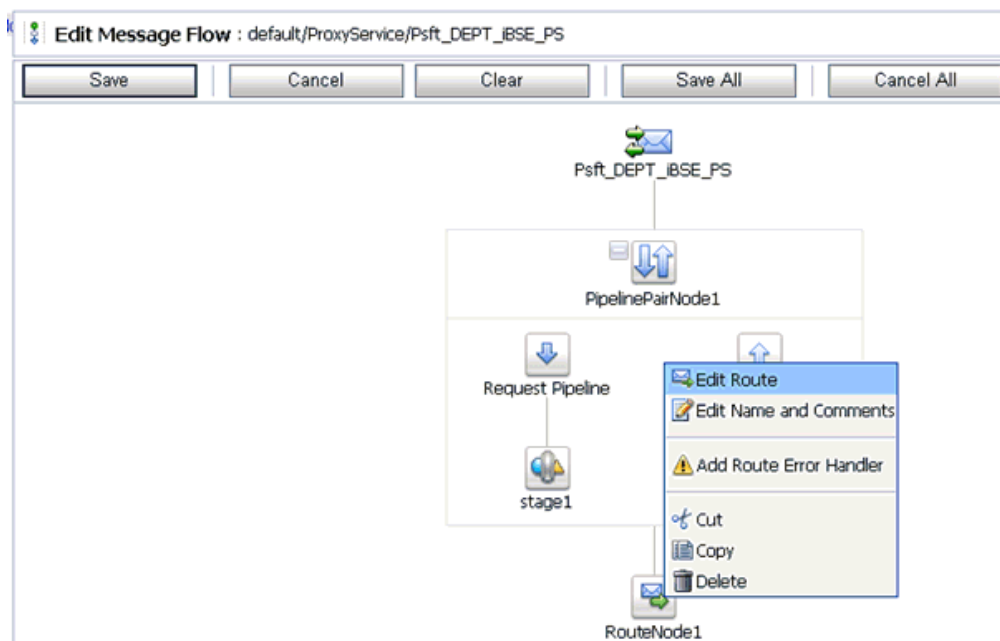 Edit Message Flow : default/ProxyService/Psft_DEPT_iBSE_PS
Save Cancel Clear Save All Cancel All
Psft_DEPT_iBSE_PS
PipelinePairNode1
Request Pipeline
stage1
Edit Route
Edit Name and Comments
Add Route Error Handler
Cut
Copy
Delete
RouteNode1